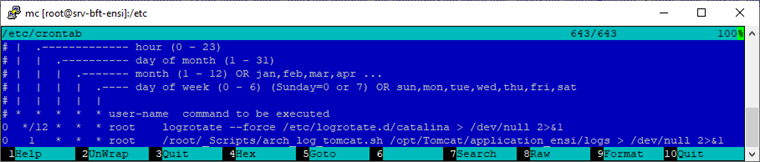 mc [root@srv-bft-ensi]:/etc
/etc/crontab 643/643 100%
# | .------------- hour (0 - 23)
# | | .---------- day of month (1 - 31)
# | | | .------- month (1 - 12) OR jan,feb,mar,apr ...
# | | | | .---- day of week (0 - 6) (Sunday=0 or 7) OR sun,mon,tue,wed,thu,fri,sat
# | | | | |
# * * * * * user-name command to be executed
0 */12 * * * root logrotate --force /etc/logrotate.d/catalina > /dev/null 2>&1
0 1 * * * root /root/_Scripts/arch_log_tomcat.sh /opt/Tomcat/application_ensi/logs > /dev/null 2>&1
1Help 2UnWrap 3Quit 4Hex 5Goto 6 7Search 8Raw 9Format 10Quit